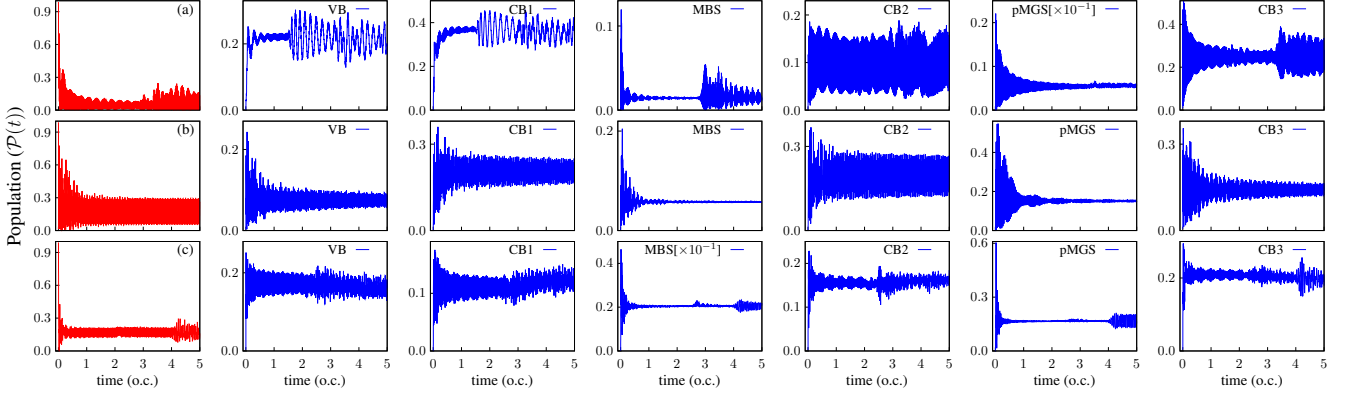 Population (𝒫(t))
(a) VB CB1 MBS CB2 pMGS[×10⁻¹] CB3
0.9 0.6 0.3 0.0
0.2 0.0
0.4 0.2 0.0
0.1 0.0
0.2 0.1 0.0
0.2 0.1 0.0
0.4 0.2 0.0
(b) VB CB1 MBS CB2 pMGS CB3
0.9 0.6 0.3 0.0
0.2 0.1 0.0
0.3 0.0
0.2 0.0
0.3 0.0
0.4 0.2 0.0
0.3 0.0
(c) VB CB1 MBS[×10⁻¹] CB2 pMGS CB3
0.9 0.6 0.3 0.0
0.2 0.0
0.1 0.0
0.4 0.2 0.0
0.2 0.1 0.0
0.6 0.3 0.0
0.2 0.0
0 1 2 3 4 5 0 1 2 3 4 5 0 1 2 3 4 5 0 1 2 3 4 5 0 1 2 3 4 5 0 1 2 3 4 5 0 1 2 3 4 5
time (o.c.) time (o.c.) time (o.c.) time (o.c.) time (o.c.) time (o.c.) time (o.c.)